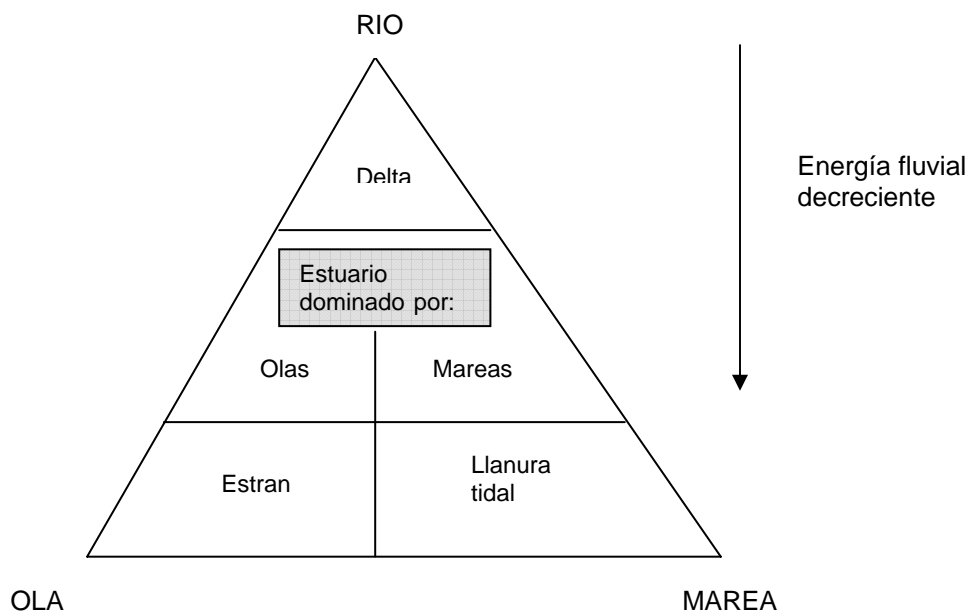 RIO
Delta
Energía fluvial
decreciente
Estuario
dominado por:
Olas
Mareas
Estran
Llanura
tidal
OLA
MAREA